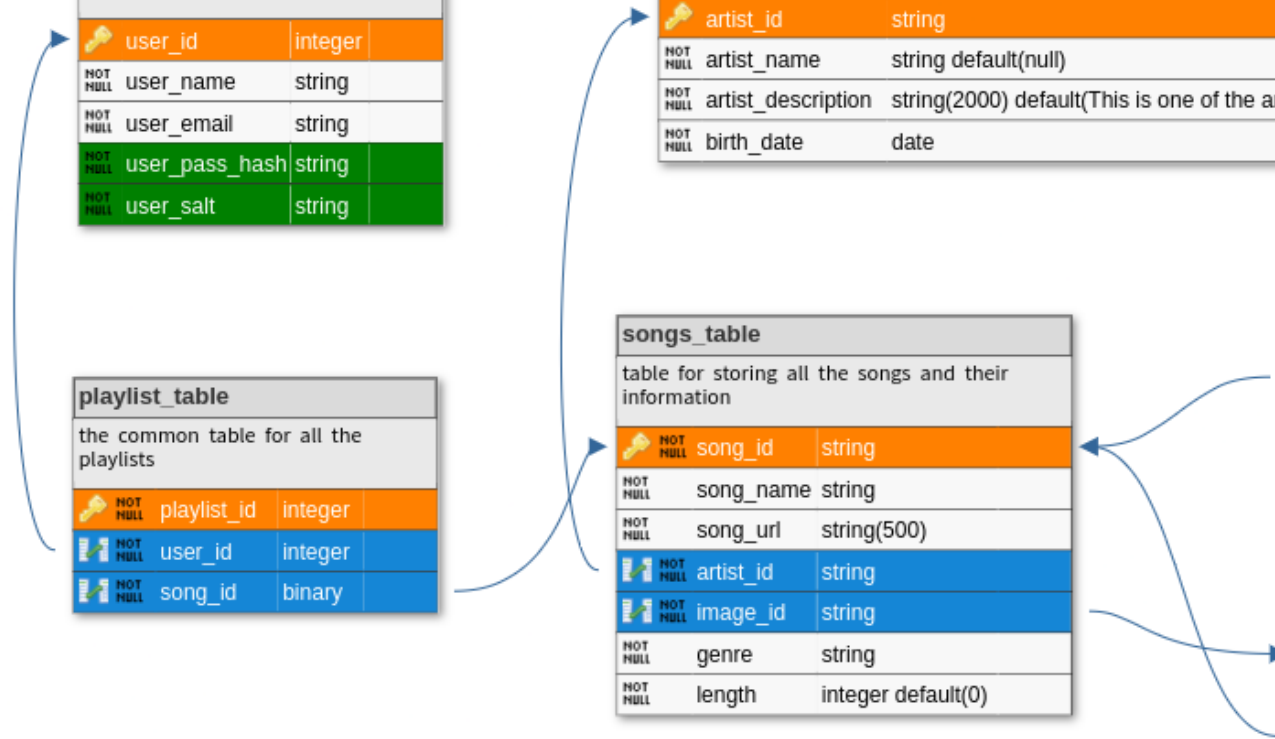 user_id integer
NOT NULL user_name string
NOT NULL user_email string
NOT NULL user_pass_hash string
NOT NULL user_salt string
artist_id string
NOT NULL artist_name string default(null)
NOT NULL artist_description string(2000) default(This is one of the
NOT NULL birth_date date
playlist_table
the common table for all the
playlists
NOT NULL playlist_id integer
NOT NULL user_id integer
NOT NULL song_id binary
songs_table
table for storing all the songs and their
information
NOT NULL song_id string
NOT NULL song_name string
NOT NULL song_url string(500)
NOT NULL artist_id string
NOT NULL image_id string
NOT NULL genre string
NOT NULL length integer default(0)